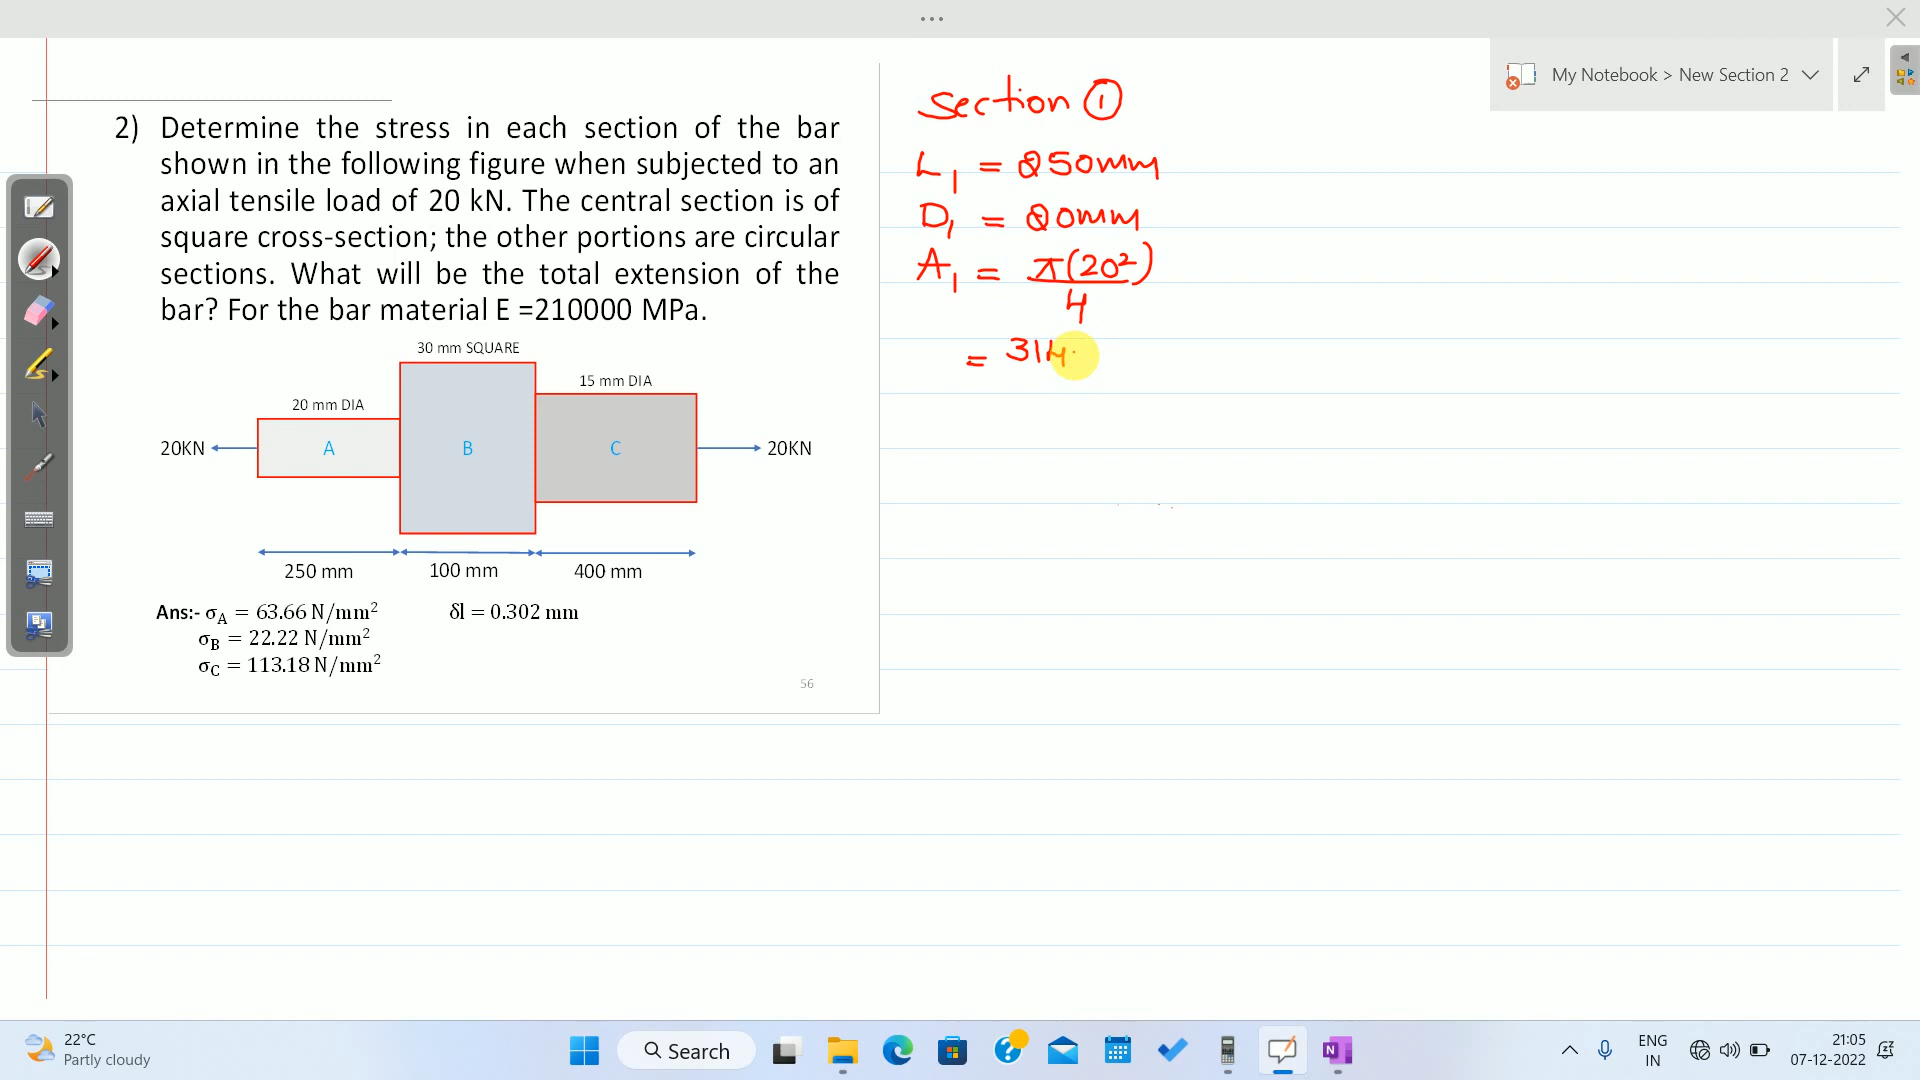 My Notebook > New Section 2
2) Determine the stress in each section of the bar
shown in the following figure when subjected to an
axial tensile load of 20 kN. The central section is of
square cross-section; the other portions are circular
sections. What will be the total extension of the
bar? For the bar material E =210000 MPa.
30 mm SQUARE
15 mm DIA
20 mm DIA
20KN
A
B
C
20KN
250 mm
100 mm
400 mm
Ans:- σA = 63.66 N/mm²
δl = 0.302 mm
σB = 22.22 N/mm²
σC = 113.18 N/mm²
56
Section ①
L₁ = 250mm
D₁ = 20mm
A₁ = π(20²)
4
= 314.
22°C
Partly cloudy
Search
ENG
IN
21:05
07-12-2022